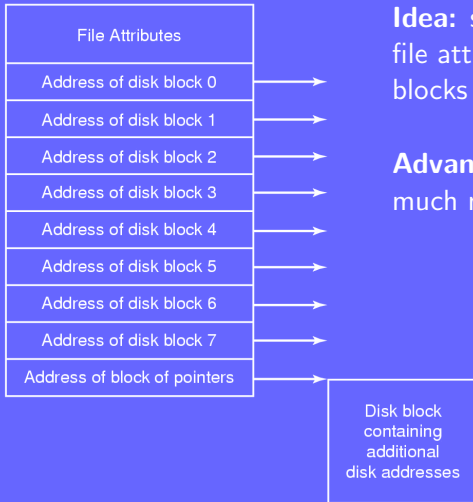 File Attributes
Address of disk block 0
Address of disk block 1
Address of disk block 2
Address of disk block 3
Address of disk block 4
Address of disk block 5
Address of disk block 6
Address of disk block 7
Address of block of pointers
Disk block
containing
additional
disk addresses
Idea:
file
blocks
much